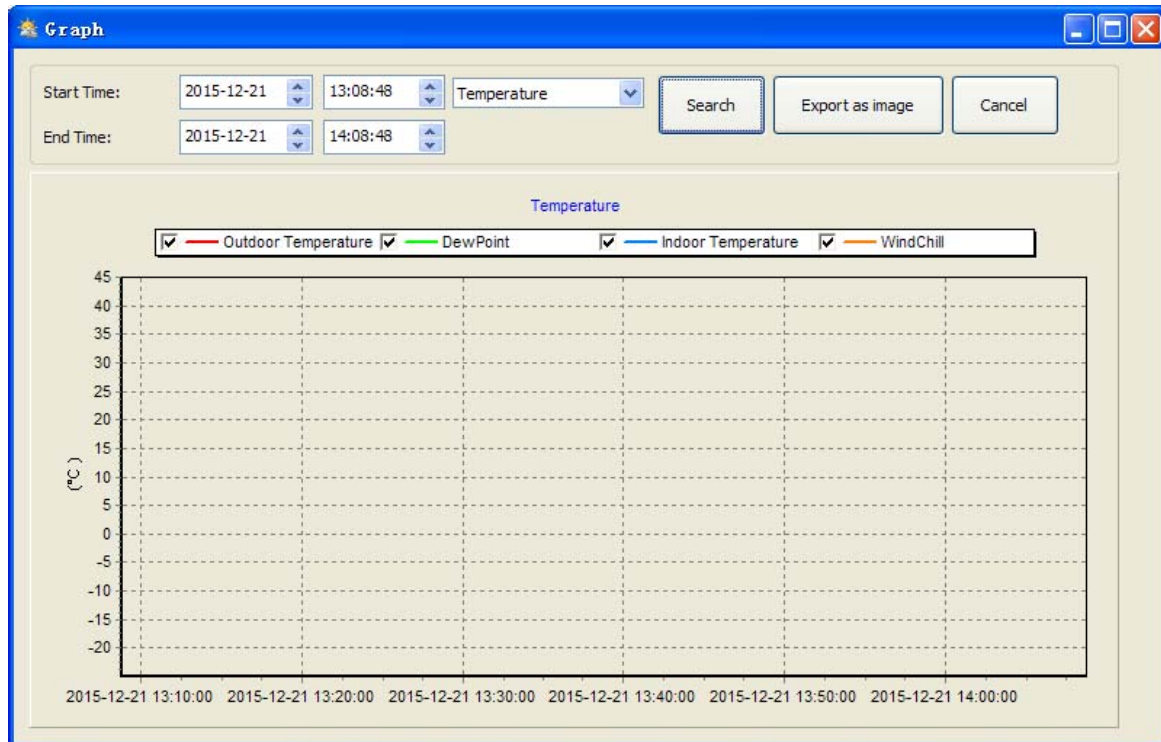 Graph
Start Time: 2015-12-21 13:08:48 Temperature Search Export as image Cancel
End Time: 2015-12-21 14:08:48
Temperature
Outdoor Temperature DewPoint Indoor Temperature WindChill
45
40
35
30
25
20
15
(°C)
10
5
0
-5
-10
-15
-20
2015-12-21 13:10:00 2015-12-21 13:20:00 2015-12-21 13:30:00 2015-12-21 13:40:00 2015-12-21 13:50:00 2015-12-21 14:00:00